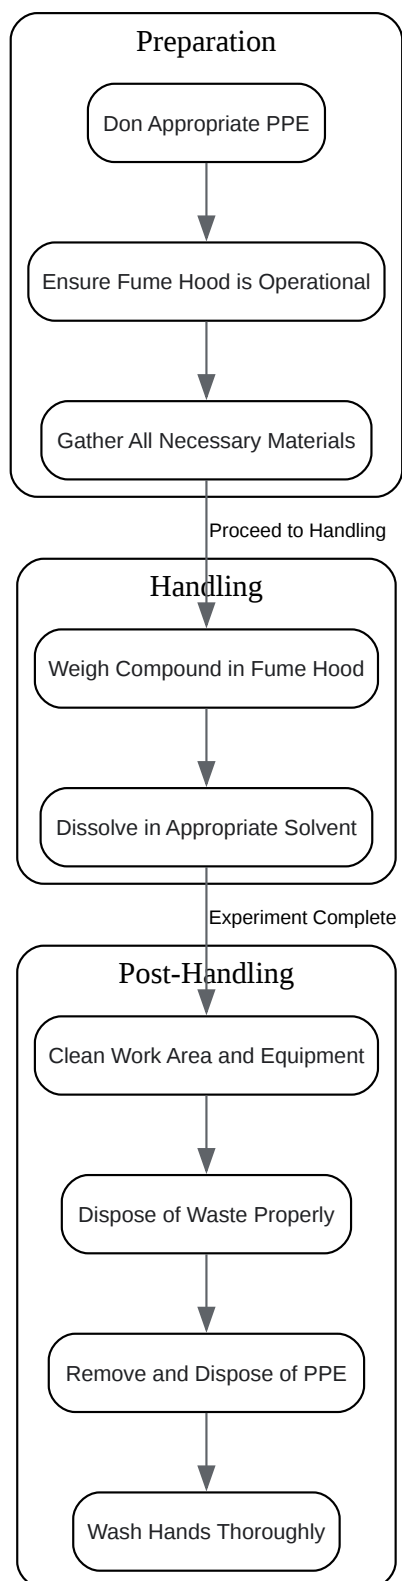 Preparation
Don Appropriate PPE
Ensure Fume Hood is Operational
Gather All Necessary Materials
Proceed to Handling
Handling
Weigh Compound in Fume Hood
Dissolve in Appropriate Solvent
Experiment Complete
Post-Handling
Clean Work Area and Equipment
Dispose of Waste Properly
Remove and Dispose of PPE
Wash Hands Thoroughly